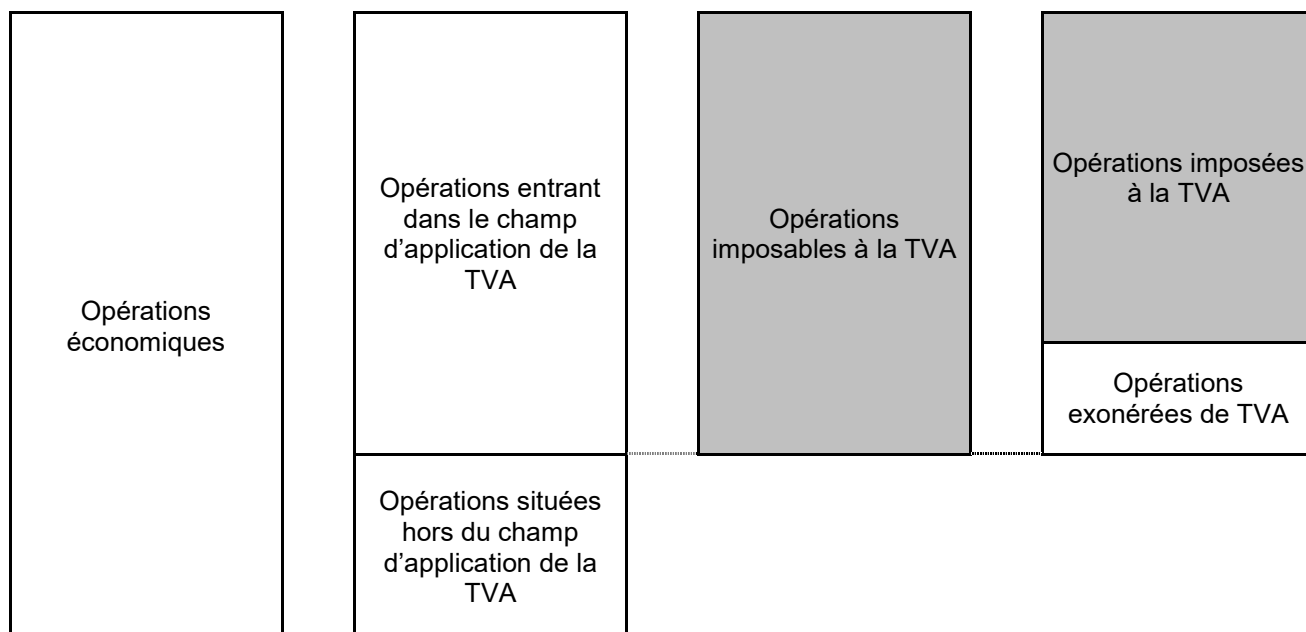 Opérations
économiques
Opérations entrant
dans le champ
d’application de la
TVA
Opérations situées
hors du champ
d’application de la
TVA
Opérations
imposables à la TVA
Opérations imposées
à la TVA
Opérations
exonérées de TVA